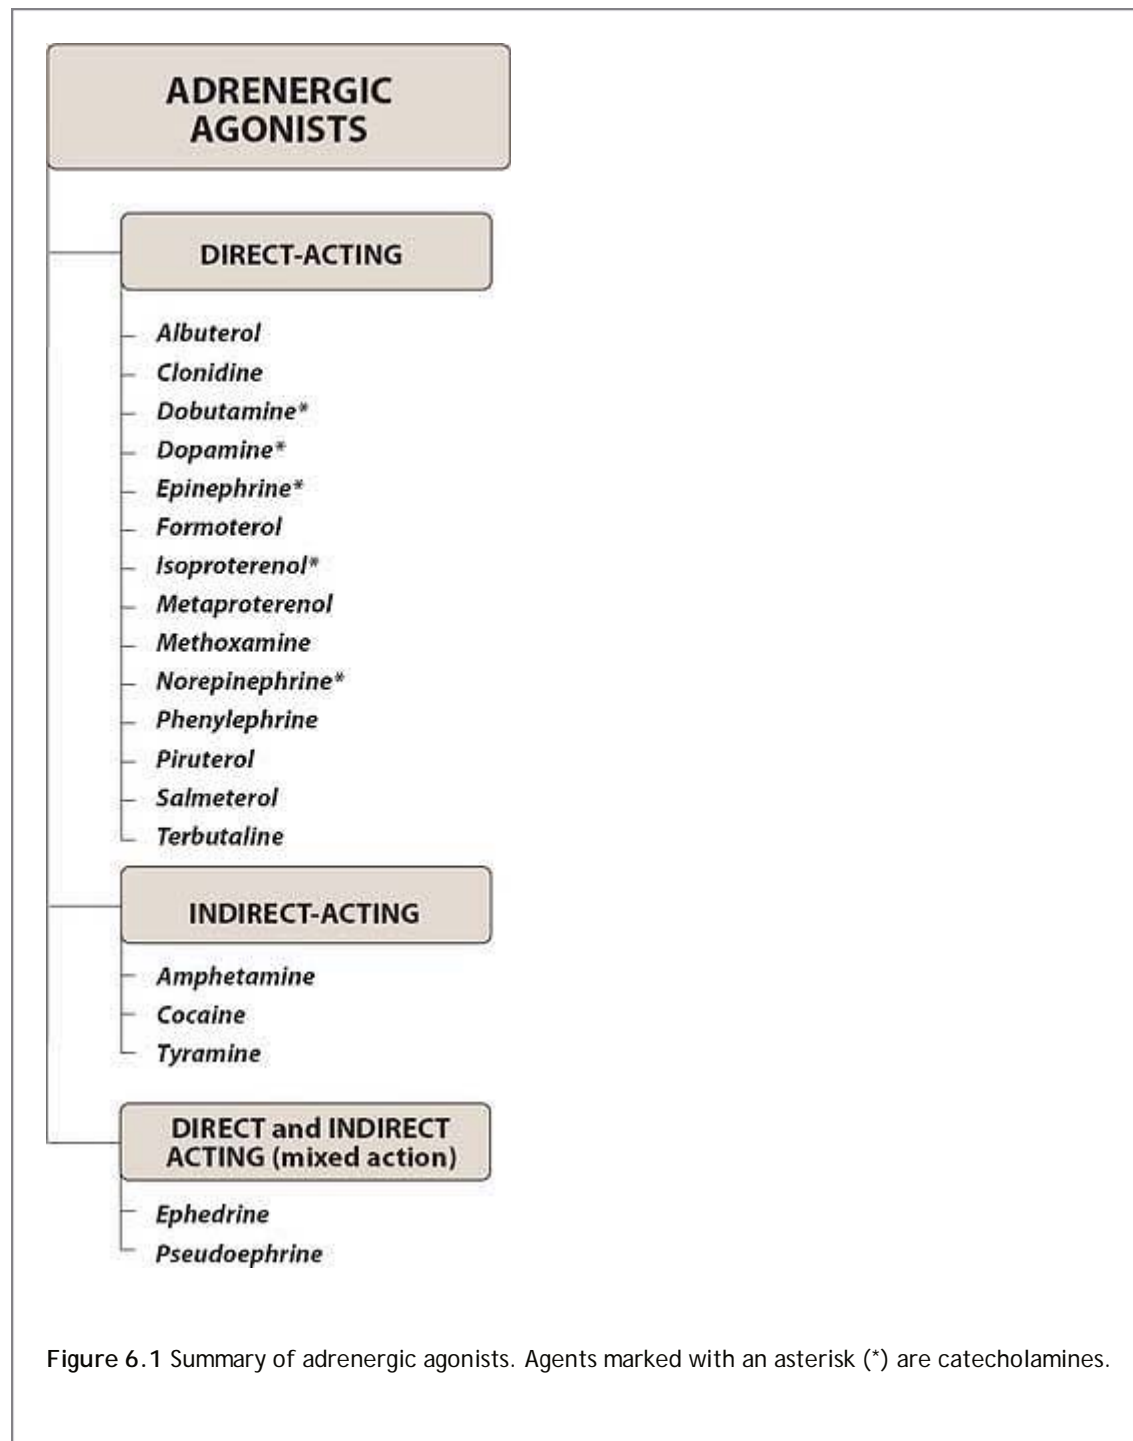 ADRENERGIC
AGONISTS
DIRECT-ACTING
Albuterol
Clonidine
Dobutamine*
Dopamine*
Epinephrine*
Formoterol
Isoproterenol*
Metaproterenol
Methoxamine
Norepinephrine*
Phenylephrine
Piruterol
Salmeterol
Terbutaline
INDIRECT-ACTING
Amphetamine
Cocaine
Tyramine
DIRECT and INDIRECT
ACTING (mixed action)
Ephedrine
Pseudoephrine
Figure 6.1 Summary of adrenergic agonists. Agents marked with an asterisk (*) are catecholamines.